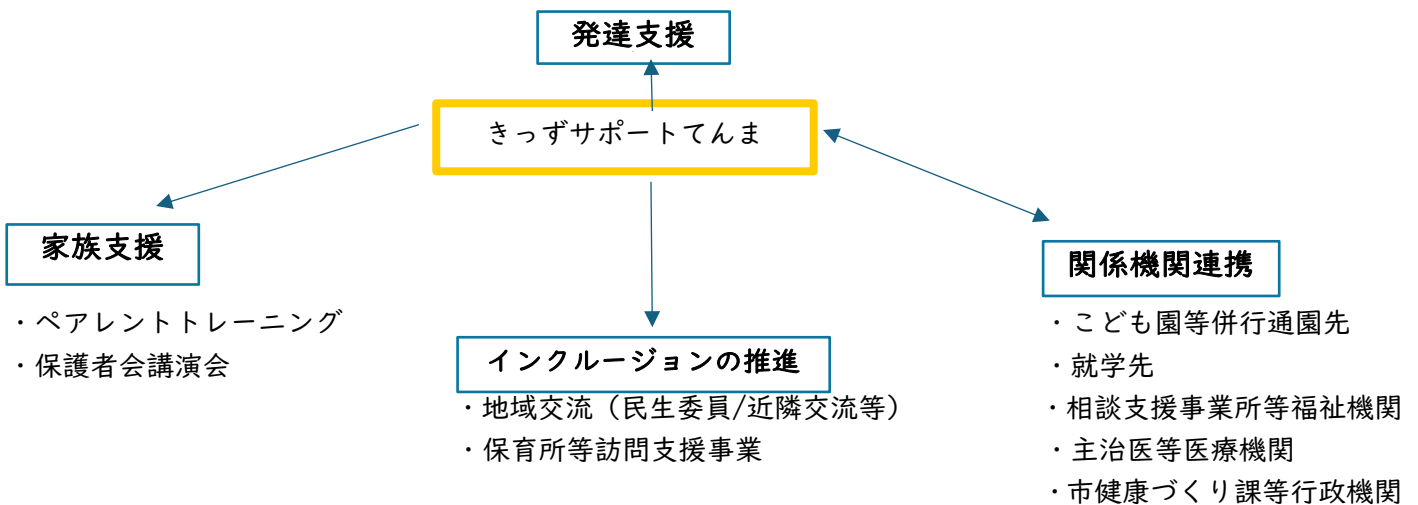 発達支援
きっずサポートてんま
家族支援
・ペアレントトレーニング
・保護者会講演会
インクルージョンの推進
・地域交流（民生委員/近隣交流等）
・保育所等訪問支援事業
関係機関連携
・こども園等併行通園先
・就学先
・相談支援事業所等福祉機関
・主治医等医療機関
・市健康づくり課等行政機関